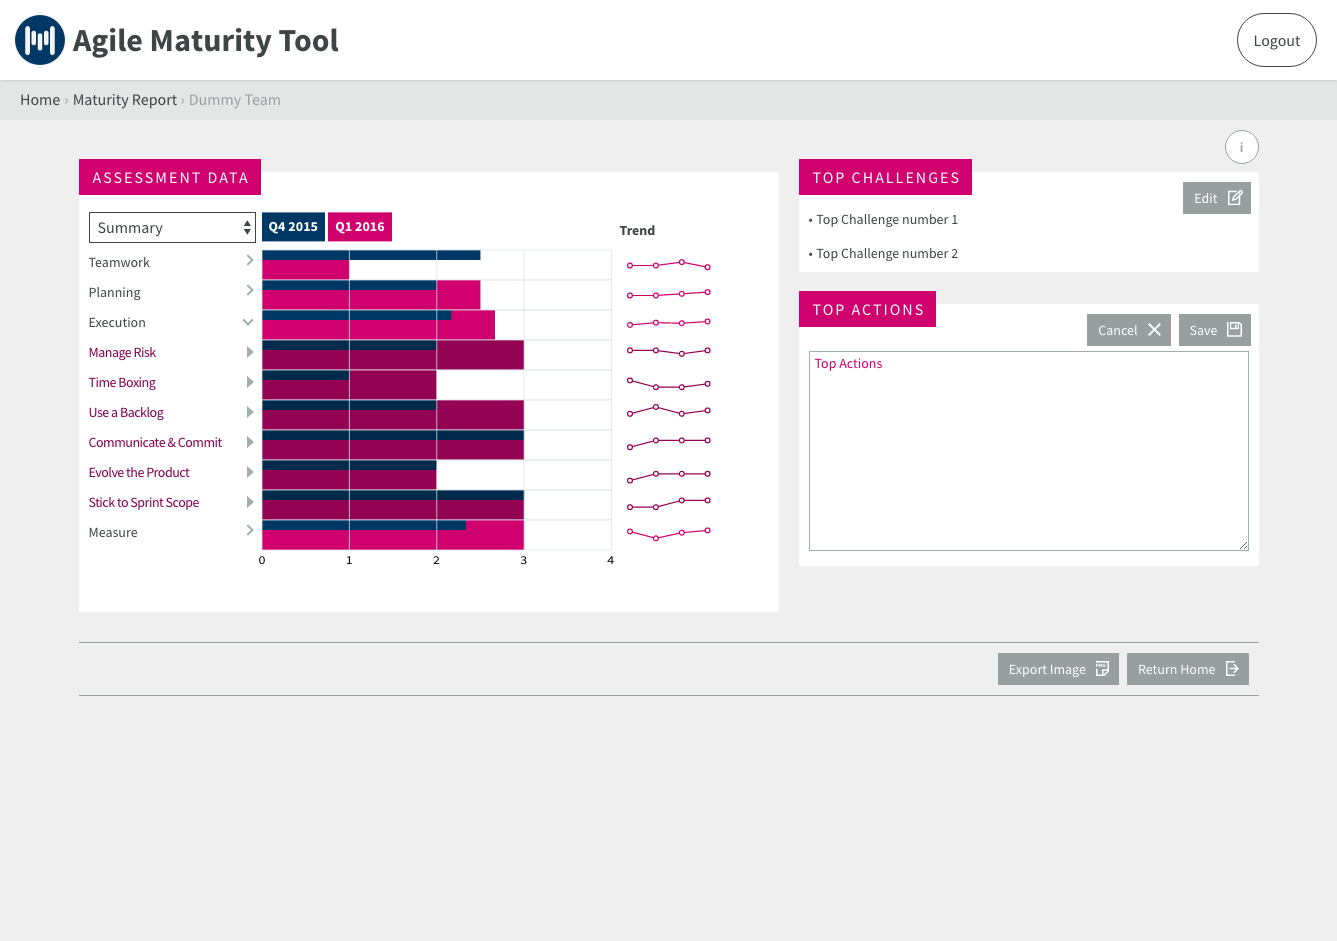 Agile Maturity Tool
Logout
Home › Maturity Report › Dummy Team
i
ASSESSMENT DATA
Summary
Q4 2015
Q1 2016
Trend
Teamwork
Planning
Execution
Manage Risk
Time Boxing
Use a Backlog
Communicate & Commit
Evolve the Product
Stick to Sprint Scope
Measure
0 1 2 3 4
TOP CHALLENGES
Edit
• Top Challenge number 1
• Top Challenge number 2
TOP ACTIONS
Cancel
Save
Top Actions
Export Image
Return Home